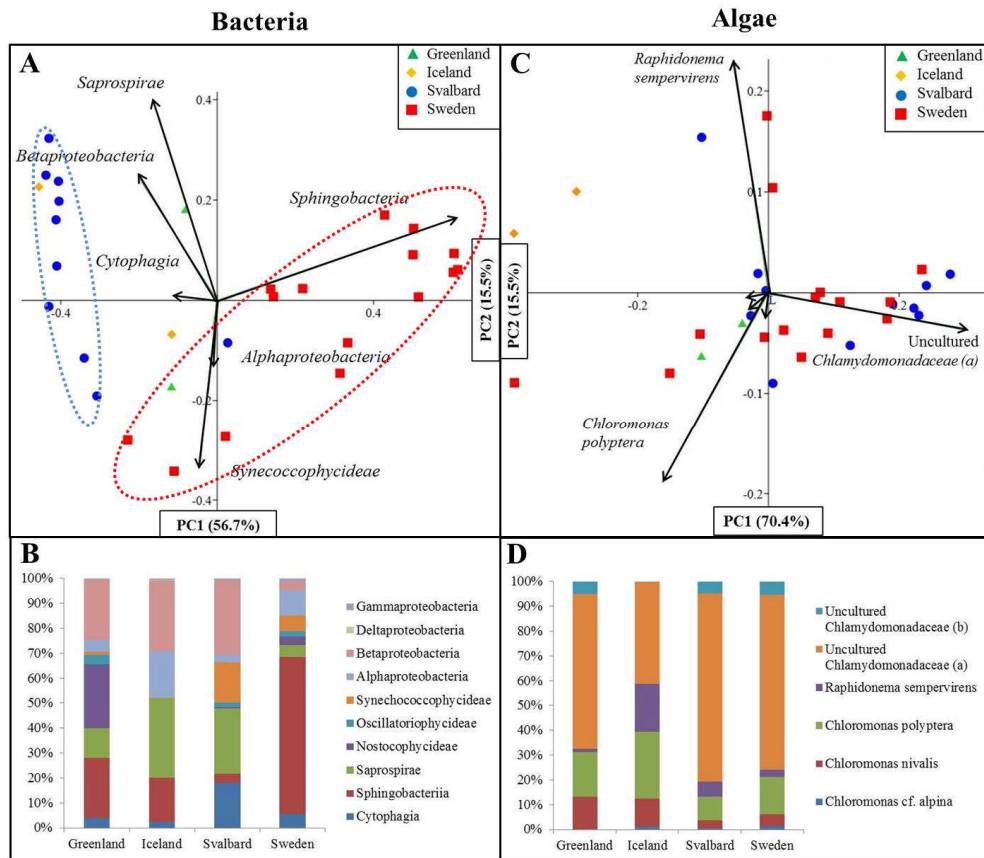 Bacteria
Algae
A
Greenland
Iceland
Svalbard
Sweden
Saprospirae
Betaproteobacteria
Sphingobacteria
Cytophagia
Alphaproteobacteria
Synecoccophycideae
0.4
0.2
-0.4
0.4
-0.2
-0.4
PC2 (15.5%)
PC1 (56.7%)
C
Greenland
Iceland
Svalbard
Sweden
Raphidonema
sempervirens
0.2
0.1
-0.2
0.2
-0.1
-0.2
Uncultured
Chlamydomonadaceae (a)
Chloromonas
polyptera
PC2 (15.5%)
PC1 (70.4%)
B
100%
90%
80%
70%
60%
50%
40%
30%
20%
10%
0%
Greenland
Iceland
Svalbard
Sweden
Gammaproteobacteria
Deltaproteobacteria
Betaproteobacteria
Alphaproteobacteria
Synechococcophycideae
Oscillatoriophycideae
Nostocophycideae
Saprospirae
Sphingobacteriia
Cytophagia
D
100%
90%
80%
70%
60%
50%
40%
30%
20%
10%
0%
Greenland
Iceland
Svalbard
Sweden
Uncultured
Chlamydomonadaceae (b)
Uncultured
Chlamydomonadaceae (a)
Raphidonema sempervirens
Chloromonas polyptera
Chloromonas nivalis
Chloromonas cf. alpina